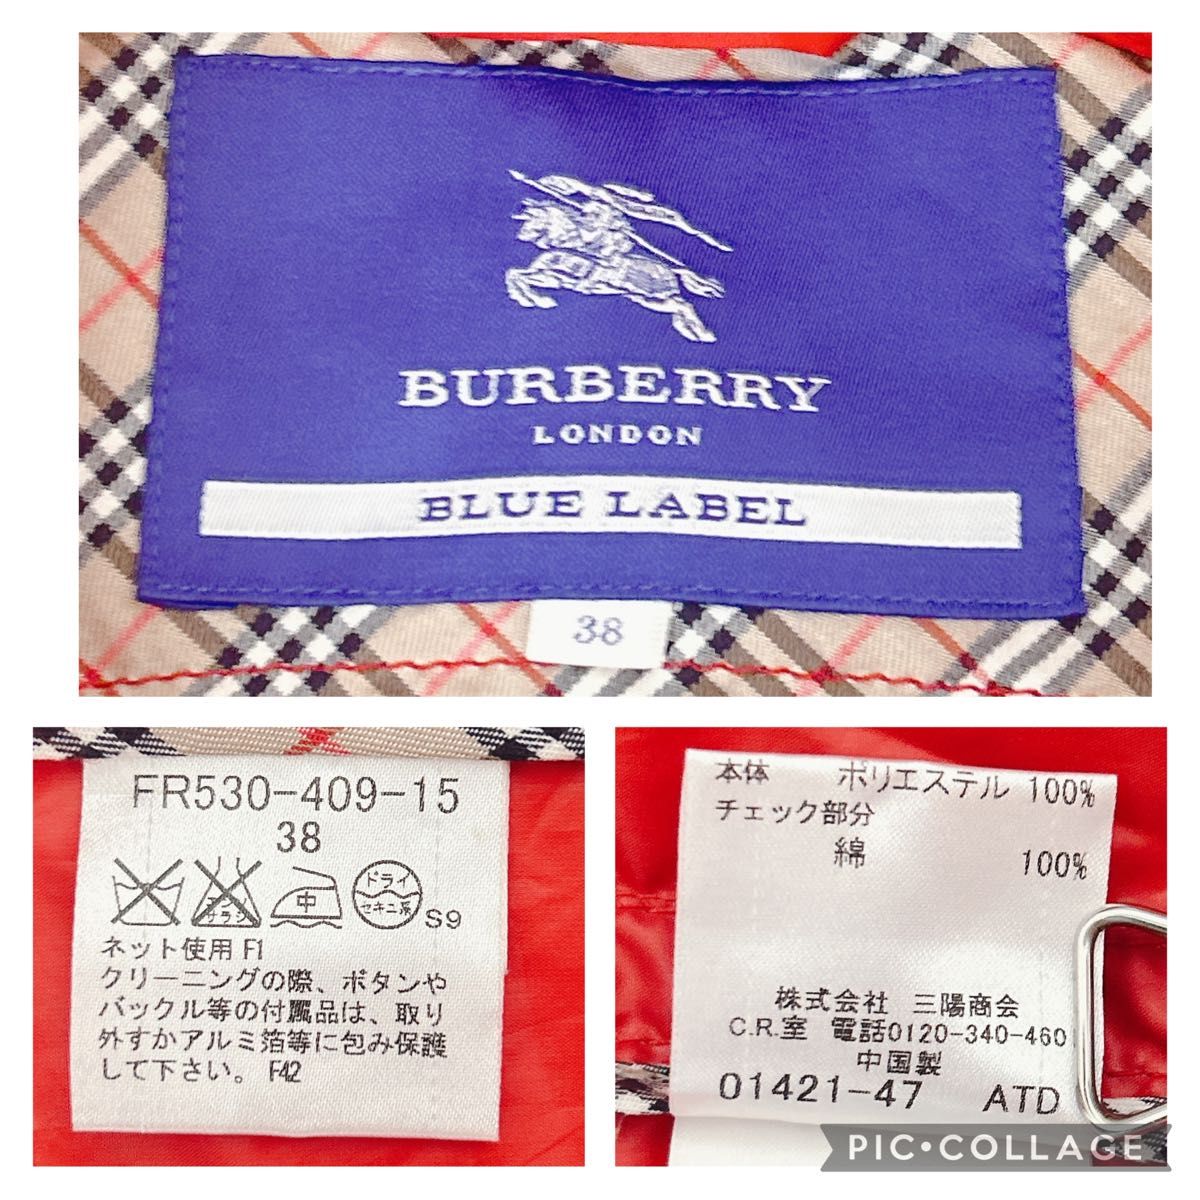 BURBERRY
LONDON
BLUE LABEL
38
FR530-409-15
38
中
ドライ
セキユ系
S9
ネット使用 F1
クリーニングの際、ボタンや
バックル等の付属品は、取り
外すかアルミ箔等に包み保護
して下さい。 F42
本体 ポリエステル 100%
チェック部分
綿 100%
株式会社 三陽商会
C.R.室 電話0120-340-460
中国製
01421-47 ATD
PIC•COLLAGE